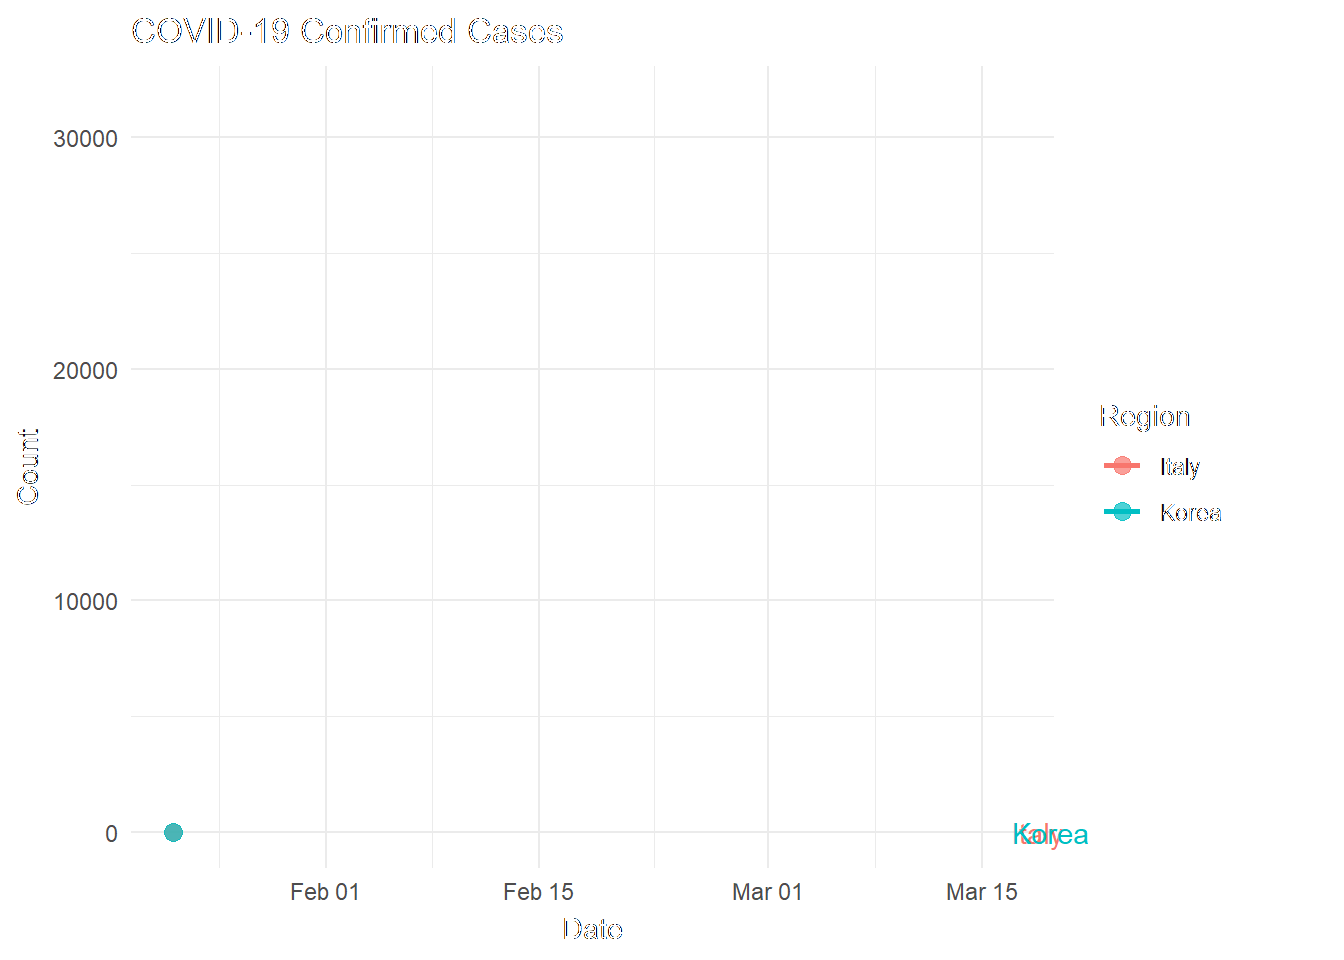 COVID-19 Confirmed Cases
30000
20000
10000
0
Count
Feb 01
Feb 15
Mar 01
Mar 15
Date
Italy
Korea
Region
Italy
Korea